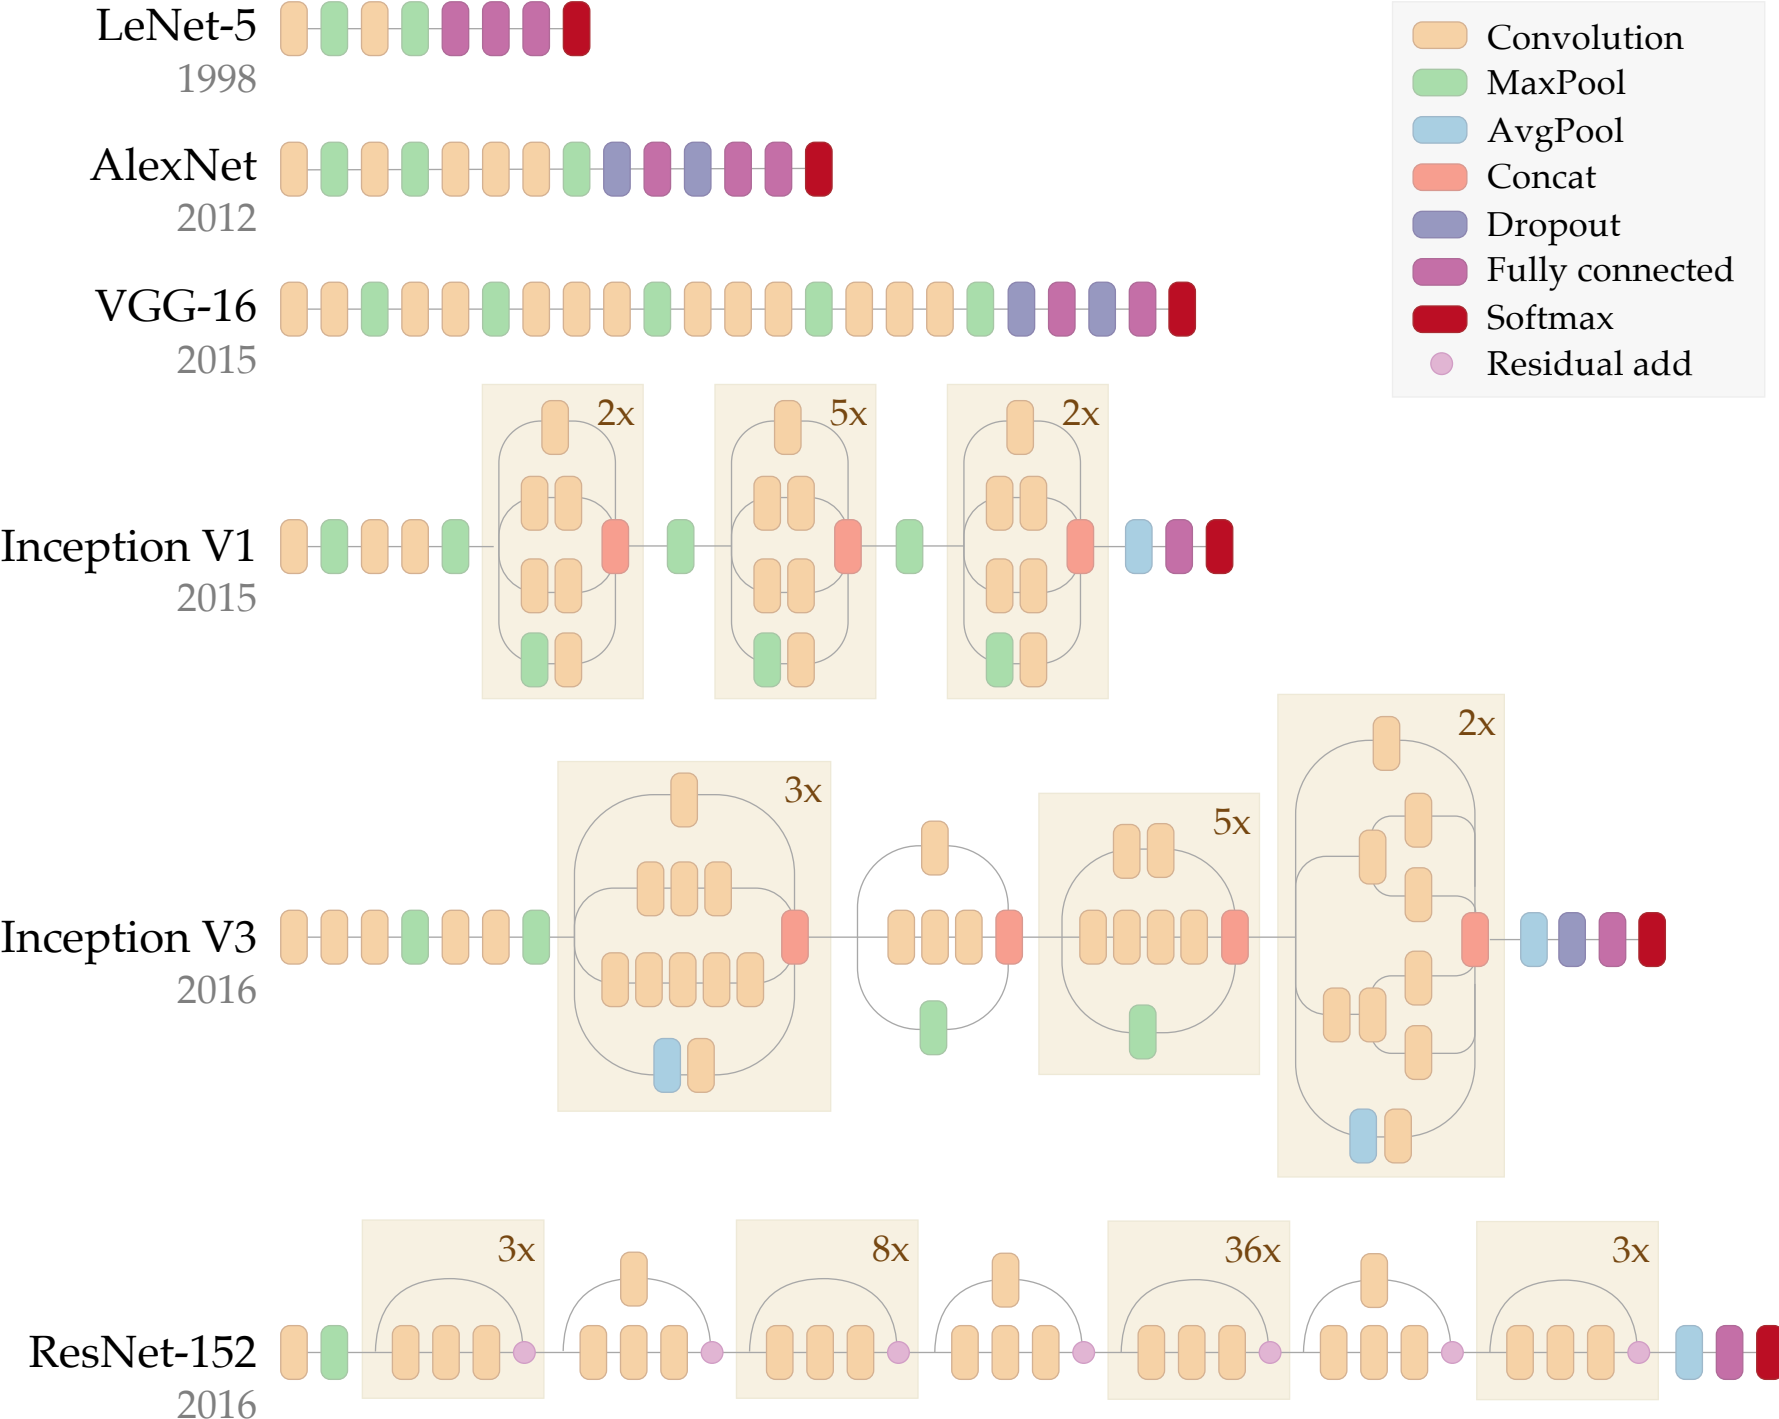 LeNet-5
1998
AlexNet
2012
VGG-16
2015
Convolution
MaxPool
AvgPool
Concat
Dropout
Fully connected
Softmax
Residual add
2x
5x
2x
Inception V1
2015
3x
5x
2x
Inception V3
2016
3x
8x
36x
3x
ResNet-152
2016